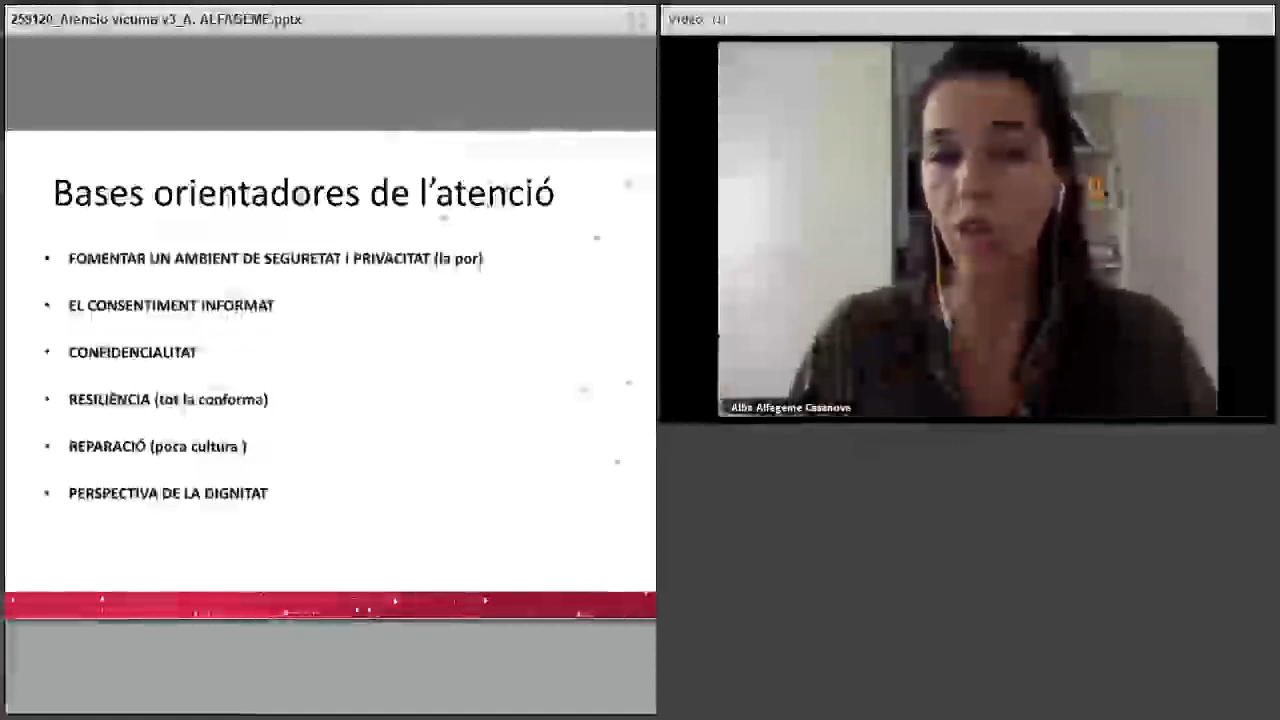 259120_Atencio victima v3_A. ALFAGEME.pptx
Bases orientadores de l'atenció
• FOMENTAR UN AMBIENT DE SEGURETAT I PRIVACITAT (la por)
• EL CONSENTIMENT INFORMAT
• CONFIDENCIALITAT
• RESILIÈNCIA (tot la conforma)
• REPARACIÓ (poca cultura )
• PERSPECTIVA DE LA DIGNITAT
Video (1)
Alba Alfageme Casanova